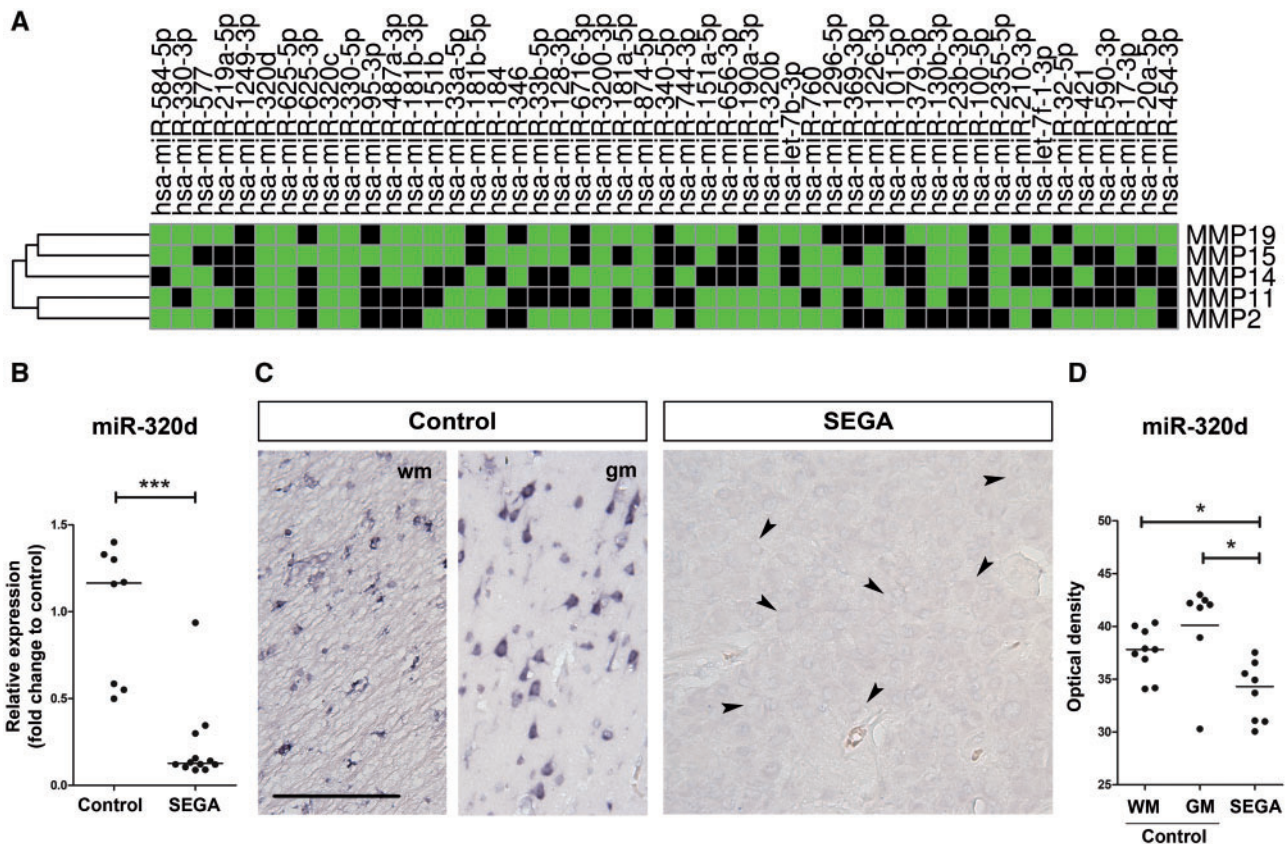 A
hsa-miR-584-5p
hsa-miR-330-3p
hsa-miR-577
hsa-miR-219a-5p
hsa-miR-1249-3p
hsa-miR-320d
hsa-miR-625-5p
hsa-miR-625-3p
hsa-miR-320c
hsa-miR-330-5p
hsa-miR-95-3p
hsa-miR-487a-3p
hsa-miR-181b-3p
hsa-miR-151b
hsa-miR-33a-5p
hsa-miR-181b-5p
hsa-miR-184
hsa-miR-346
hsa-miR-33b-5p
hsa-miR-128-3p
hsa-miR-6716-3p
hsa-miR-3200-3p
hsa-miR-181a-5p
hsa-miR-874-5p
hsa-miR-340-5p
hsa-miR-744-3p
hsa-miR-151a-5p
hsa-miR-656-3p
hsa-miR-190a-3p
hsa-miR-320b
hsa-let-7b-3p
hsa-miR-760
hsa-miR-1296-5p
hsa-miR-369-3p
hsa-miR-1226-3p
hsa-miR-101-5p
hsa-miR-379-3p
hsa-miR-130b-3p
hsa-miR-23b-3p
hsa-miR-100-5p
hsa-miR-2355-5p
hsa-miR-210-3p
hsa-let-7f-1-3p
hsa-miR-32-5p
hsa-miR-421
hsa-miR-590-3p
hsa-miR-17-3p
hsa-miR-20a-5p
hsa-miR-454-3p
MMP19
MMP15
MMP14
MMP11
MMP2
B
miR-320d
***
Relative expression
(fold change to control)
1.5
1.0
0.5
0.0
Control
SEGA
C
Control
SEGA
wm
gm
D
miR-320d
*
*
Optical density
50
45
40
35
30
25
WM
GM
SEGA
Control